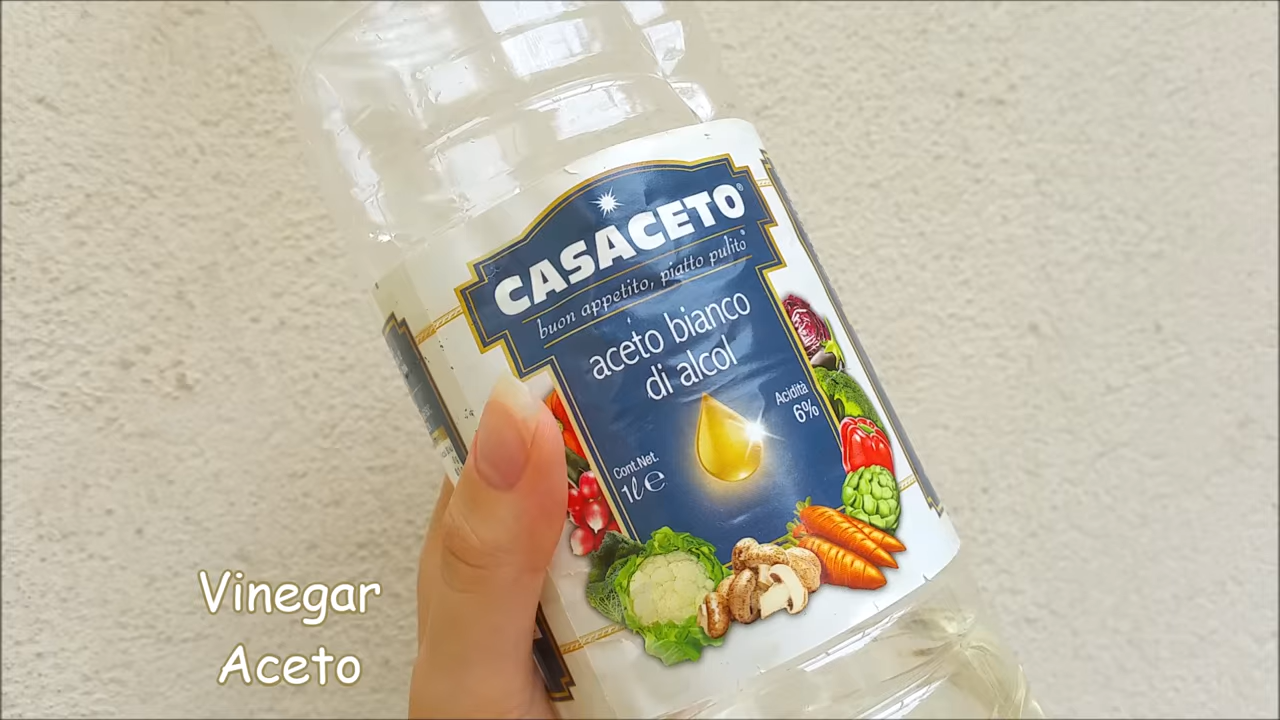 CASACETO®
buon appetito, piatto pulito®
aceto bianco
di alcol
Acidità
6%
Cont.Net.
1ℓ℮
Vinegar
Aceto